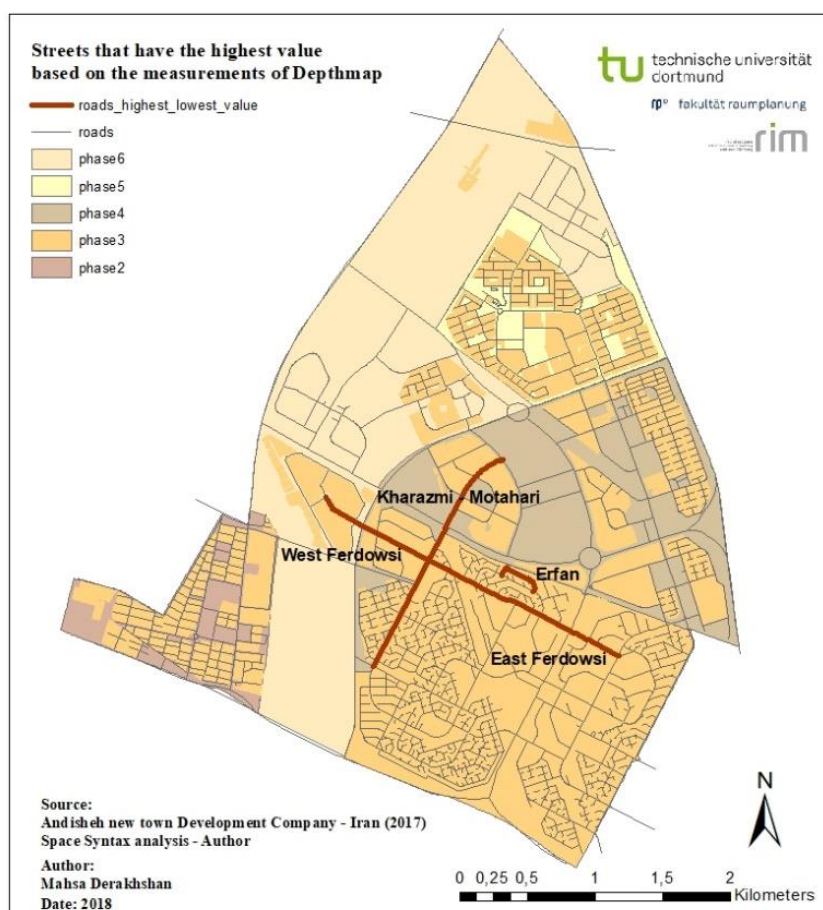 Streets that have the highest value
based on the measurements of Depthmap
roads_highest_lowest_value
roads
phase6
phase5
phase4
phase3
phase2
tu technische universität
dortmund
rp fakultät raumplanung
rim
Kharazmi - Motahari
West Ferdowsi
Erfan
East Ferdowsi
Source:
Andisheh new town Development Company - Iran (2017)
Space Syntax analysis - Author
Author:
Mahsa Derakhshan
Date: 2018
N
0 0,25 0,5 1 1,5 2
Kilometers